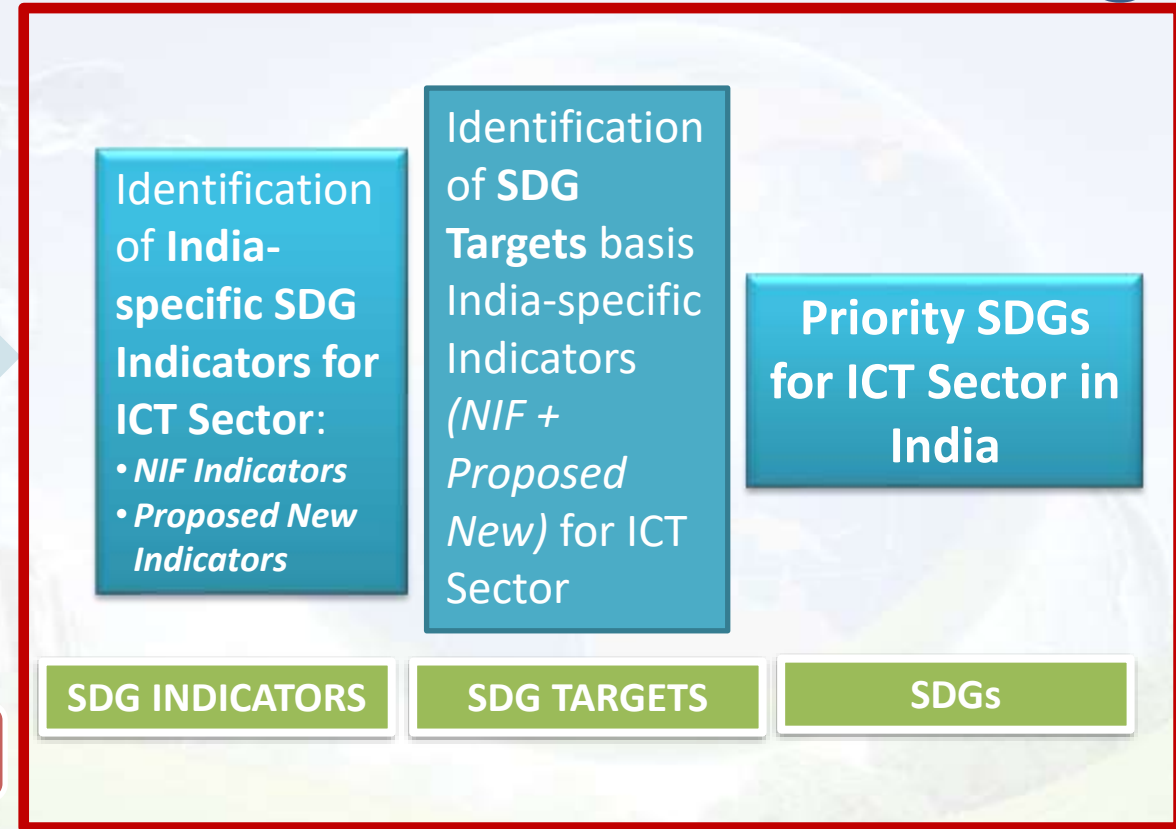 Identification
of India-
specific SDG
Indicators for
ICT Sector:
• NIF Indicators
• Proposed New
Indicators
Identification
of SDG
Targets basis
India-specific
Indicators
(NIF +
Proposed
New) for ICT
Sector
Priority SDGs
for ICT Sector in
India
SDG INDICATORS
SDG TARGETS
SDGs